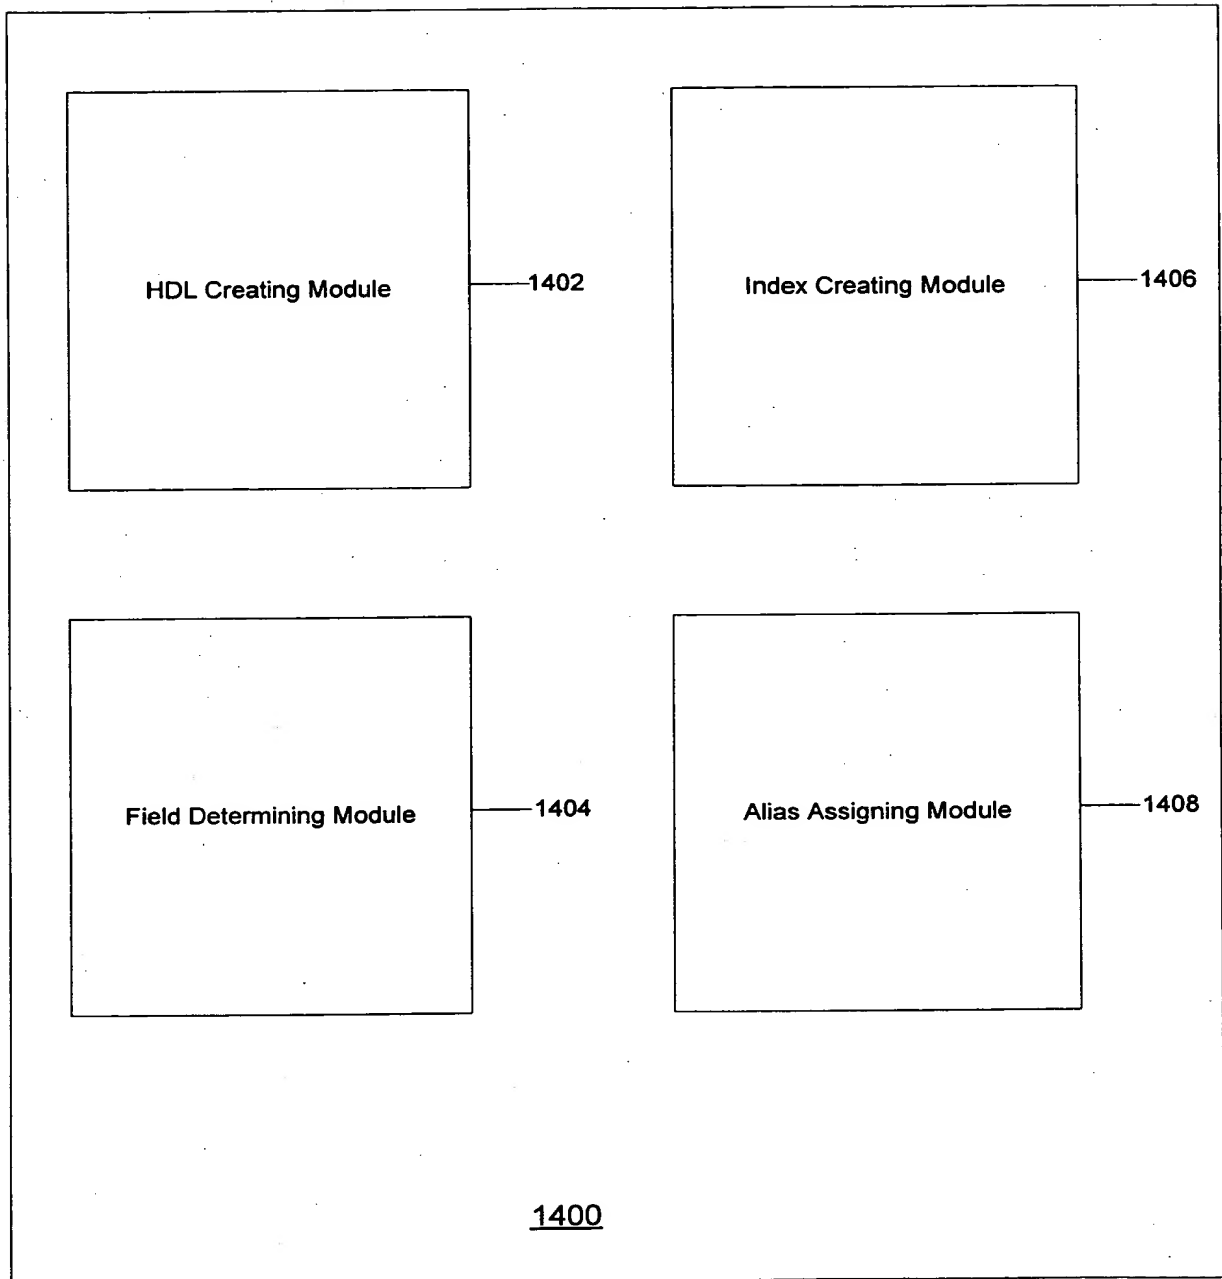 HDL Creating Module
1402
Index Creating Module
1406
Field Determining Module
1404
Alias Assigning Module
1408
1400